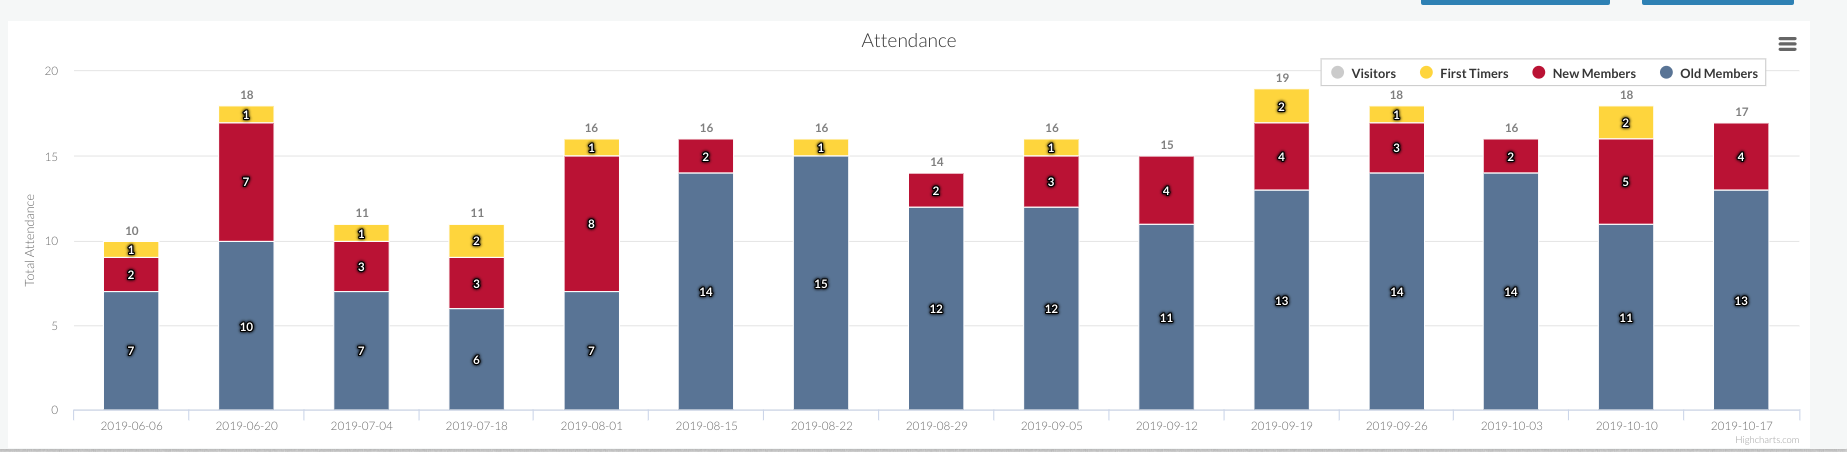 Attendance
Visitors First Timers New Members Old Members
Total Attendance
20
15
10
5
0
10 18 11 11 16 16 16 14 16 15 19 18 16 18 17
1 1 1 2 1 1 1 2 1 2
2 7 3 3 8 2 2 3 4 4 3 2 5 4
7 10 7 6 7 14 15 12 12 11 13 14 14 11 13
2019-06-06 2019-06-20 2019-07-04 2019-07-18 2019-08-01 2019-08-15 2019-08-22 2019-08-29 2019-09-05 2019-09-12 2019-09-19 2019-09-26 2019-10-03 2019-10-10 2019-10-17
Highcharts.com